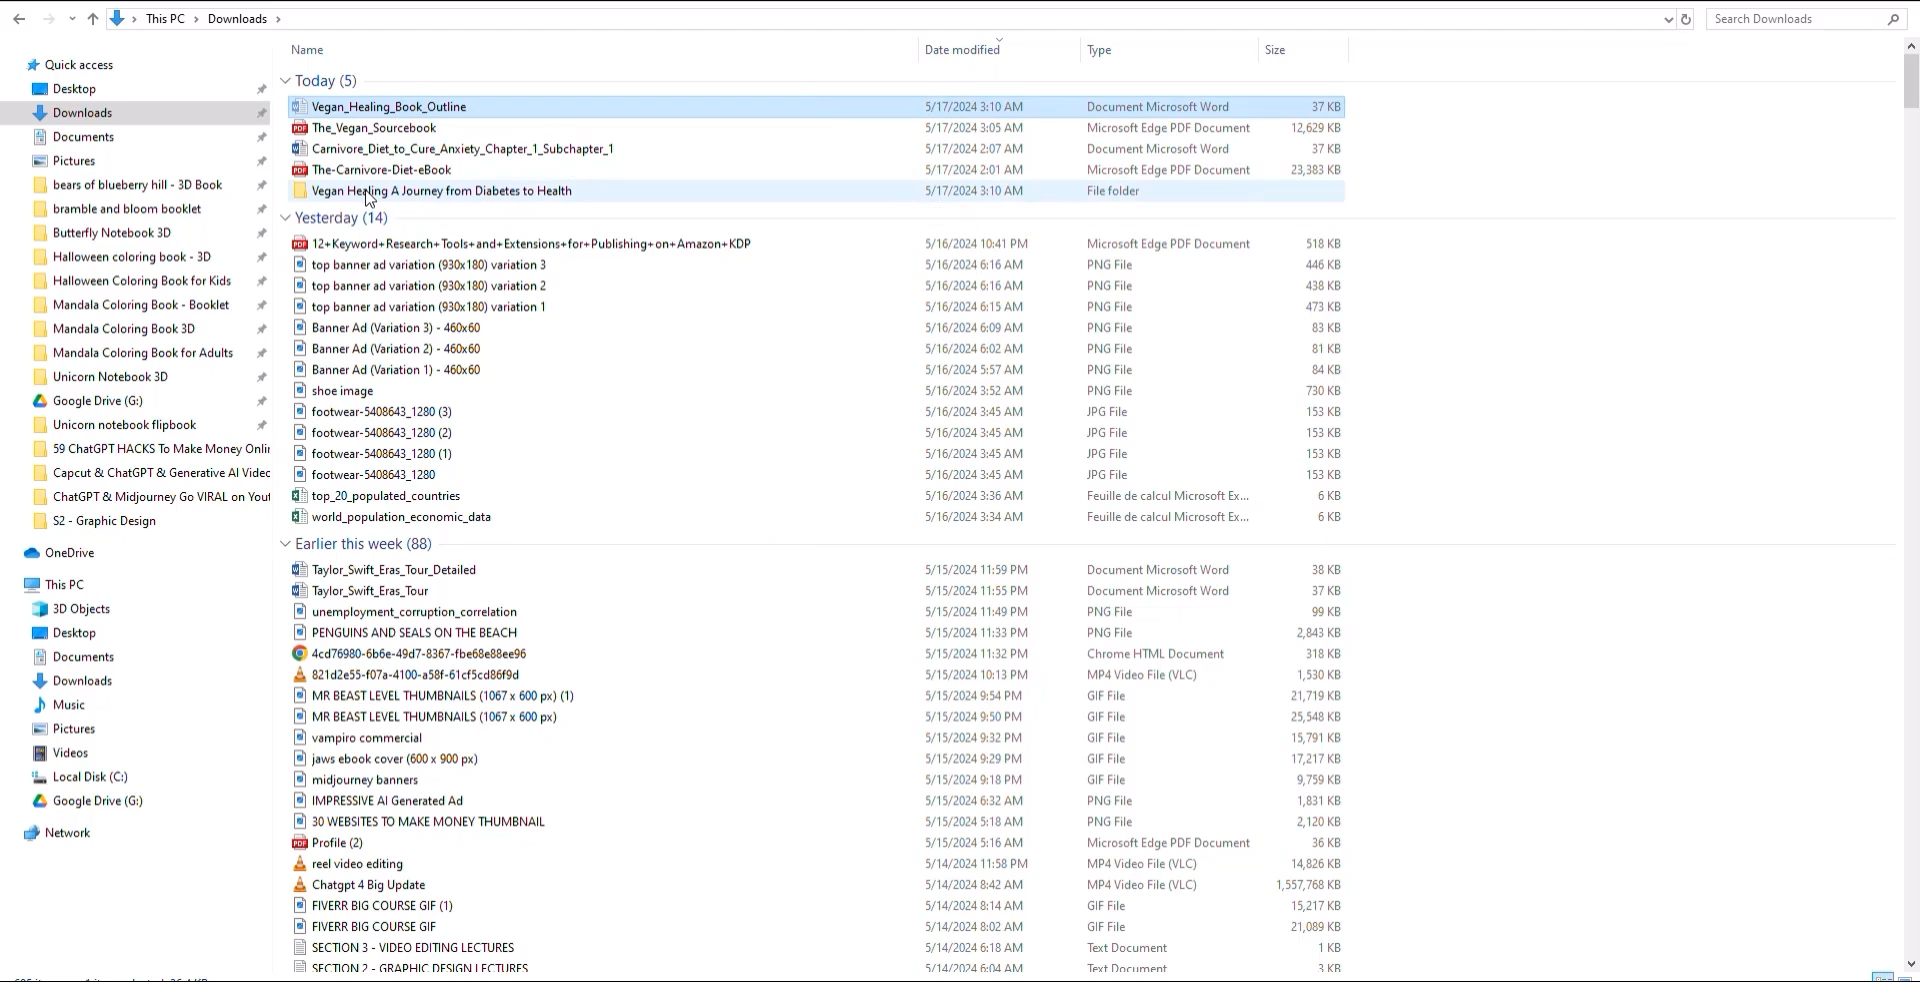 This PC > Downloads >
Search Downloads
Name Date modified Type Size
Quick access
Desktop
Downloads
Documents
Pictures
bears of blueberry hill - 3D Book
bramble and bloom booklet
Butterfly Notebook 3D
Halloween coloring book - 3D
Halloween Coloring Book for Kids
Mandala Coloring Book - Booklet
Mandala Coloring Book 3D
Mandala Coloring Book for Adults
Unicorn Notebook 3D
Google Drive (G:)
Unicorn notebook flipbook
59 ChatGPT HACKS To Make Money Onlin
Capcut & ChatGPT & Generative AI Videc
ChatGPT & Midjourney Go VIRAL on Yout
S2 - Graphic Design
OneDrive
This PC
3D Objects
Desktop
Documents
Downloads
Music
Pictures
Videos
Local Disk (C:)
Google Drive (G:)
Network
Today (5)
Vegan_Healing_Book_Outline 5/17/2024 3:10 AM Document Microsoft Word 37 KB
The_Vegan_Sourcebook 5/17/2024 3:05 AM Microsoft Edge PDF Document 12,629 KB
Carnivore_Diet_to_Cure_Anxiety_Chapter_1_Subchapter_1 5/17/2024 2:07 AM Document Microsoft Word 37 KB
The-Carnivore-Diet-eBook 5/17/2024 2:01 AM Microsoft Edge PDF Document 23,383 KB
Vegan Healing A Journey from Diabetes to Health 5/17/2024 3:10 AM File folder
Yesterday (14)
12+Keyword+Research+Tools+and+Extensions+for+Publishing+on+Amazon+KDP 5/16/2024 10:41 PM Microsoft Edge PDF Document 518 KB
top banner ad variation (930x180) variation 3 5/16/2024 6:16 AM PNG File 446 KB
top banner ad variation (930x180) variation 2 5/16/2024 6:16 AM PNG File 438 KB
top banner ad variation (930x180) variation 1 5/16/2024 6:15 AM PNG File 473 KB
Banner Ad (Variation 3) - 460x60 5/16/2024 6:09 AM PNG File 83 KB
Banner Ad (Variation 2) - 460x60 5/16/2024 6:02 AM PNG File 81 KB
Banner Ad (Variation 1) - 460x60 5/16/2024 5:57 AM PNG File 84 KB
shoe image 5/16/2024 3:52 AM PNG File 730 KB
footwear-5408643_1280 (3) 5/16/2024 3:45 AM JPG File 153 KB
footwear-5408643_1280 (2) 5/16/2024 3:45 AM JPG File 153 KB
footwear-5408643_1280 (1) 5/16/2024 3:45 AM JPG File 153 KB
footwear-5408643_1280 5/16/2024 3:45 AM JPG File 153 KB
top_20_populated_countries 5/16/2024 3:36 AM Feuille de calcul Microsoft Ex... 6 KB
world_population_economic_data 5/16/2024 3:34 AM Feuille de calcul Microsoft Ex... 6 KB
Earlier this week (88)
Taylor_Swift_Eras_Tour_Detailed 5/15/2024 11:59 PM Document Microsoft Word 38 KB
Taylor_Swift_Eras_Tour 5/15/2024 11:55 PM Document Microsoft Word 37 KB
unemployment_corruption_correlation 5/15/2024 11:49 PM PNG File 99 KB
PENGUINS AND SEALS ON THE BEACH 5/15/2024 11:33 PM PNG File 2,843 KB
4cd76980-6b6e-49d7-8367-fbe68e88ee96 5/15/2024 11:32 PM Chrome HTML Document 318 KB
821d2e55-f07a-4100-a58f-61cf5cd86f9d 5/15/2024 10:13 PM MP4 Video File (VLC) 1,530 KB
MR BEAST LEVEL THUMBNAILS (1067 x 600 px) (1) 5/15/2024 9:54 PM GIF File 21,719 KB
MR BEAST LEVEL THUMBNAILS (1067 x 600 px) 5/15/2024 9:50 PM GIF File 25,548 KB
vampiro commercial 5/15/2024 9:32 PM GIF File 15,791 KB
jaws ebook cover (600 x 900 px) 5/15/2024 9:29 PM GIF File 17,217 KB
midjourney banners 5/15/2024 9:18 PM GIF File 9,759 KB
IMPRESSIVE AI Generated Ad 5/15/2024 6:32 AM PNG File 1,831 KB
30 WEBSITES TO MAKE MONEY THUMBNAIL 5/15/2024 5:18 AM PNG File 2,120 KB
Profile (2) 5/15/2024 5:16 AM Microsoft Edge PDF Document 36 KB
reel video editing 5/14/2024 11:58 PM MP4 Video File (VLC) 14,826 KB
Chatgpt 4 Big Update 5/14/2024 8:42 AM MP4 Video File (VLC) 1,557,768 KB
FIVERR BIG COURSE GIF (1) 5/14/2024 8:14 AM GIF File 15,217 KB
FIVERR BIG COURSE GIF 5/14/2024 8:02 AM GIF File 21,089 KB
SECTION 3 - VIDEO EDITING LECTURES 5/14/2024 6:18 AM Text Document 1 KB
SECTION 2 - GRAPHIC DESIGN LECTURES 5/14/2024 6:04 AM Text Document 3 KB